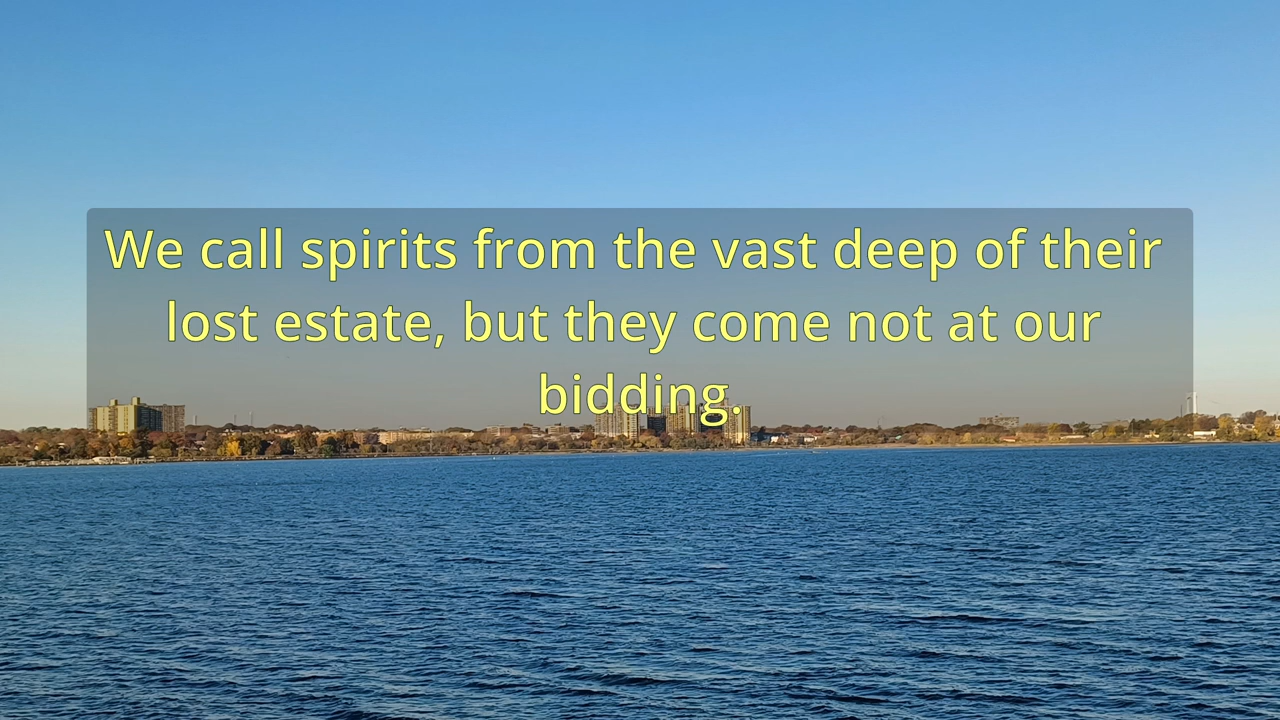 We call spirits from the vast deep of their
lost estate, but they come not at our
bidding.